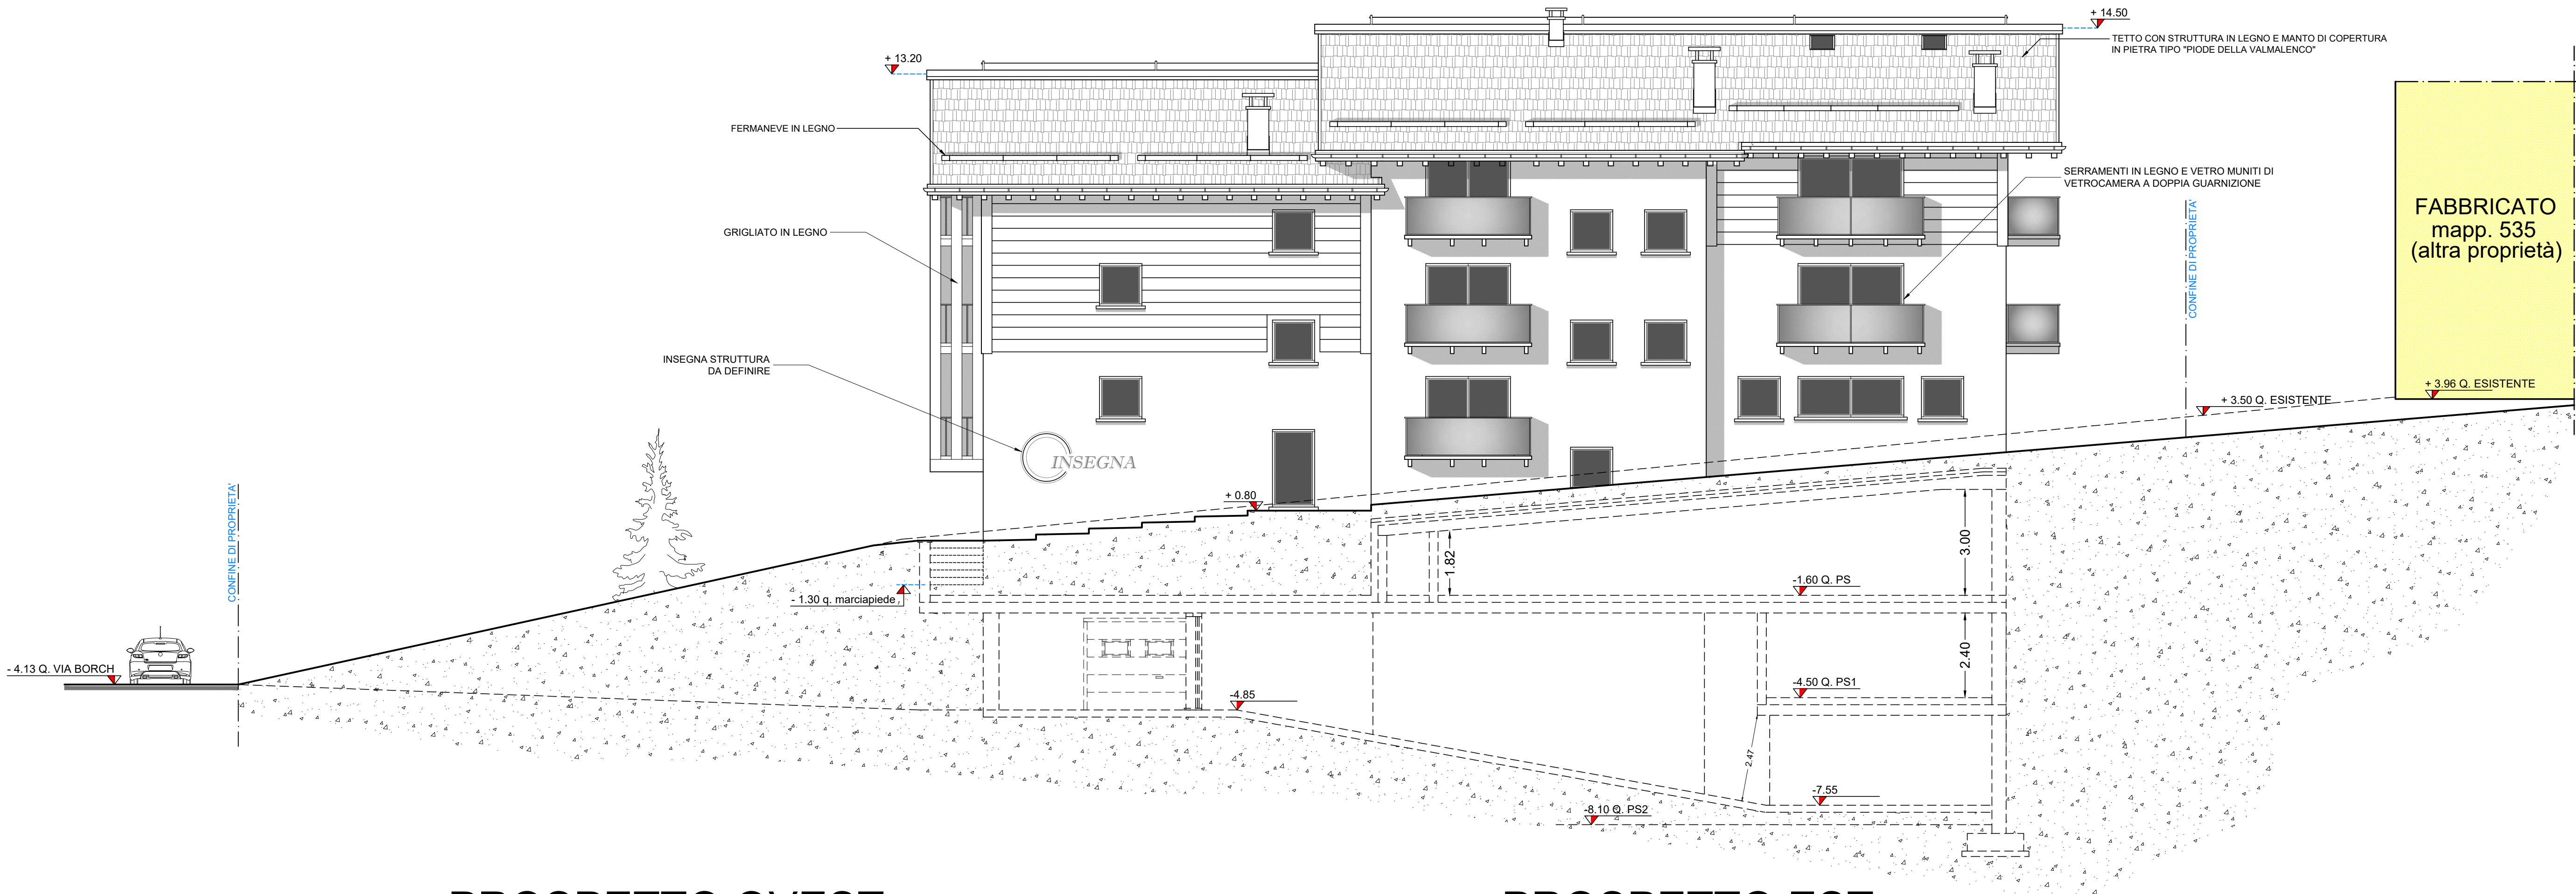 + 14.50
TETTO CON STRUTTURA IN LEGNO E MANTO DI COPERTURA
IN PIETRA TIPO "PIODE DELLA VALMALENCO"
+ 13.20
FERMANEVE IN LEGNO
SERRAMENTI IN LEGNO E VETRO MUNITI DI
VETROCAMERA A DOPPIA GUARNIZIONE
FABBRICATO
mapp. 535
(altra proprietà)
GRIGLIATO IN LEGNO
CONFINE DI PROPRIETA'
INSEGNA STRUTTURA
DA DEFINIRE
+ 3.96 Q. ESISTENTE
+ 3.50 Q. ESISTENTE
INSEGNA
+ 0.80
CONFINE DI PROPRIETA'
1.82
3.00
-1.60 Q. PS
- 1.30 q. marciapiede
2.40
- 4.13 Q. VIA BORCH
-4.85
-4.50 Q. PS1
2.47
-7.55
-8.10 Q. PS2